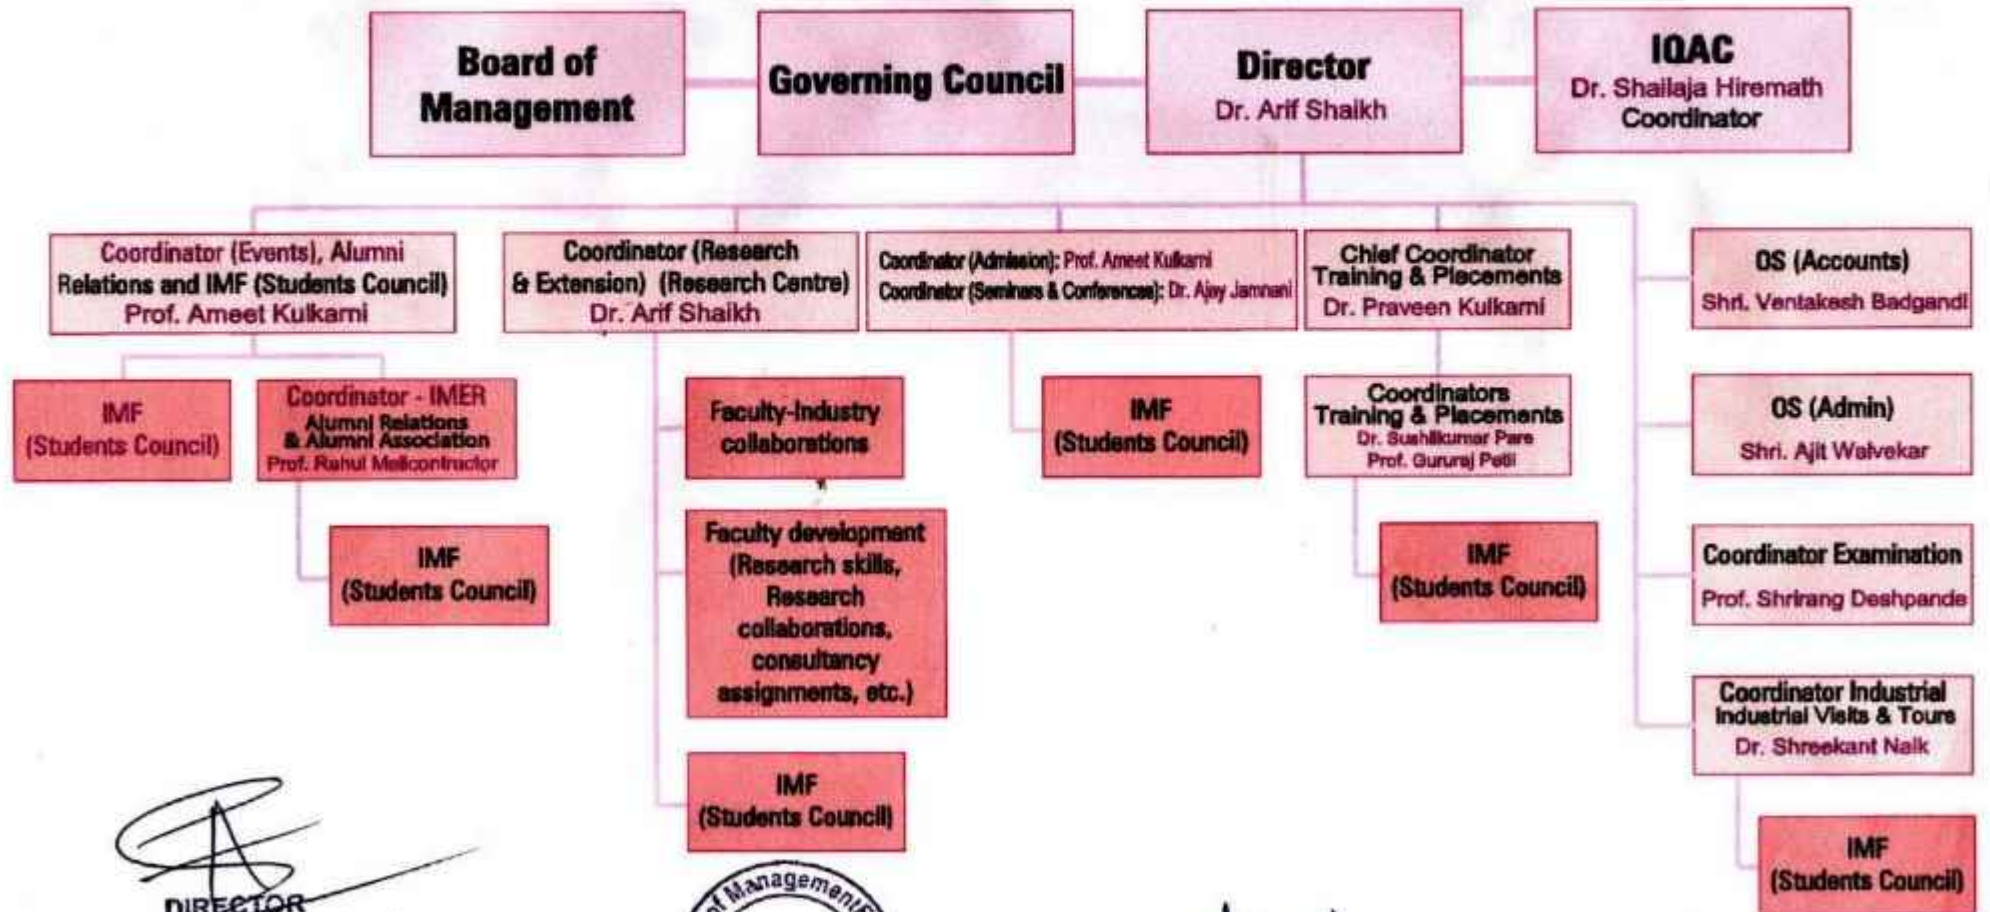 Board of
Management
Governing Council
Director
Dr. Arif Shaikh
IQAC
Dr. Shailaja Hiremath
Coordinator
Coordinator (Events), Alumni
Relations and IMF (Students Council)
Prof. Ameet Kulkarni
Coordinator (Research
& Extension) (Research Centre)
Dr. Arif Shaikh
Coordinator (Admission): Prof. Ameet Kulkarni
Coordinator (Seminars & Conferences): Dr. Ajay Jamnani
Chief Coordinator
Training & Placements
Dr. Praveen Kulkarni
OS (Accounts)
Shri. Ventakesh Badgandi
IMF
(Students Council)
Coordinator - IMER
Alumni Relations
& Alumni Association
Prof. Rahul Mailcontractor
Faculty-Industry
collaborations
IMF
(Students Council)
Coordinators
Training & Placements
Dr. Sushilkumar Pare
Prof. Gururaj Patil
OS (Admin)
Shri. Ajit Walvekar
IMF
(Students Council)
Faculty development
(Research skills,
Research
collaborations,
consultancy
assignments, etc.)
IMF
(Students Council)
Coordinator Examination
Prof. Shrirang Deshpande
Coordinator Industrial
Industrial Visits & Tours
Dr. Shreekant Naik
IMF
(Students Council)
IMF
(Students Council)
DIRECTOR
of Management